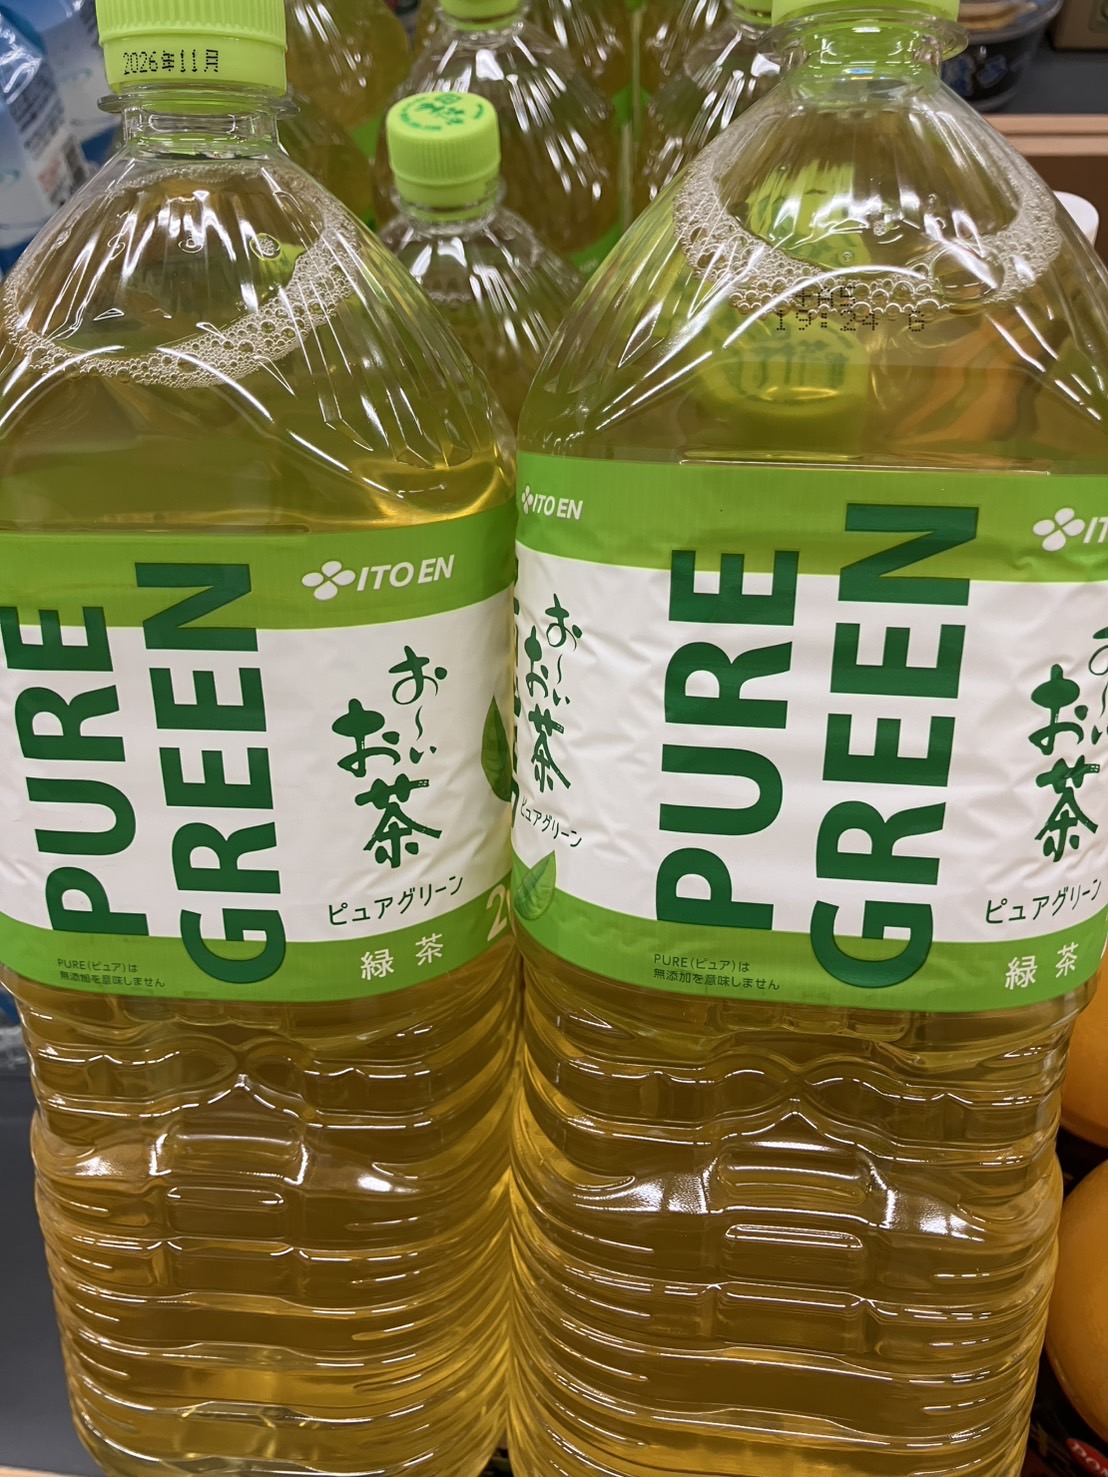 2026年11月
ITO EN
PURE
GREEN
お～い
お茶
ピュアグリーン
緑茶
PURE（ピュア）は
無添加を意味しません
19:24 6
ITO EN
お～い
お茶
ピュアグリーン
PURE
GREEN
お茶
ピュアグリーン
緑茶
PURE（ピュア）は
無添加を意味しません